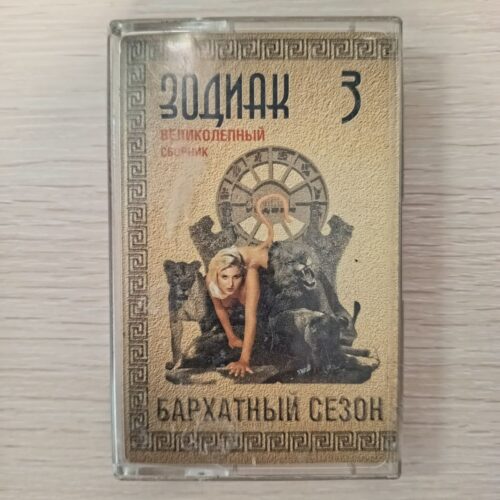 ЗОДИАК 3
ВЕЛИКОЛЕПНЫЙ
СБОРНИК
БАРХАТНЫЙ СЕЗОН